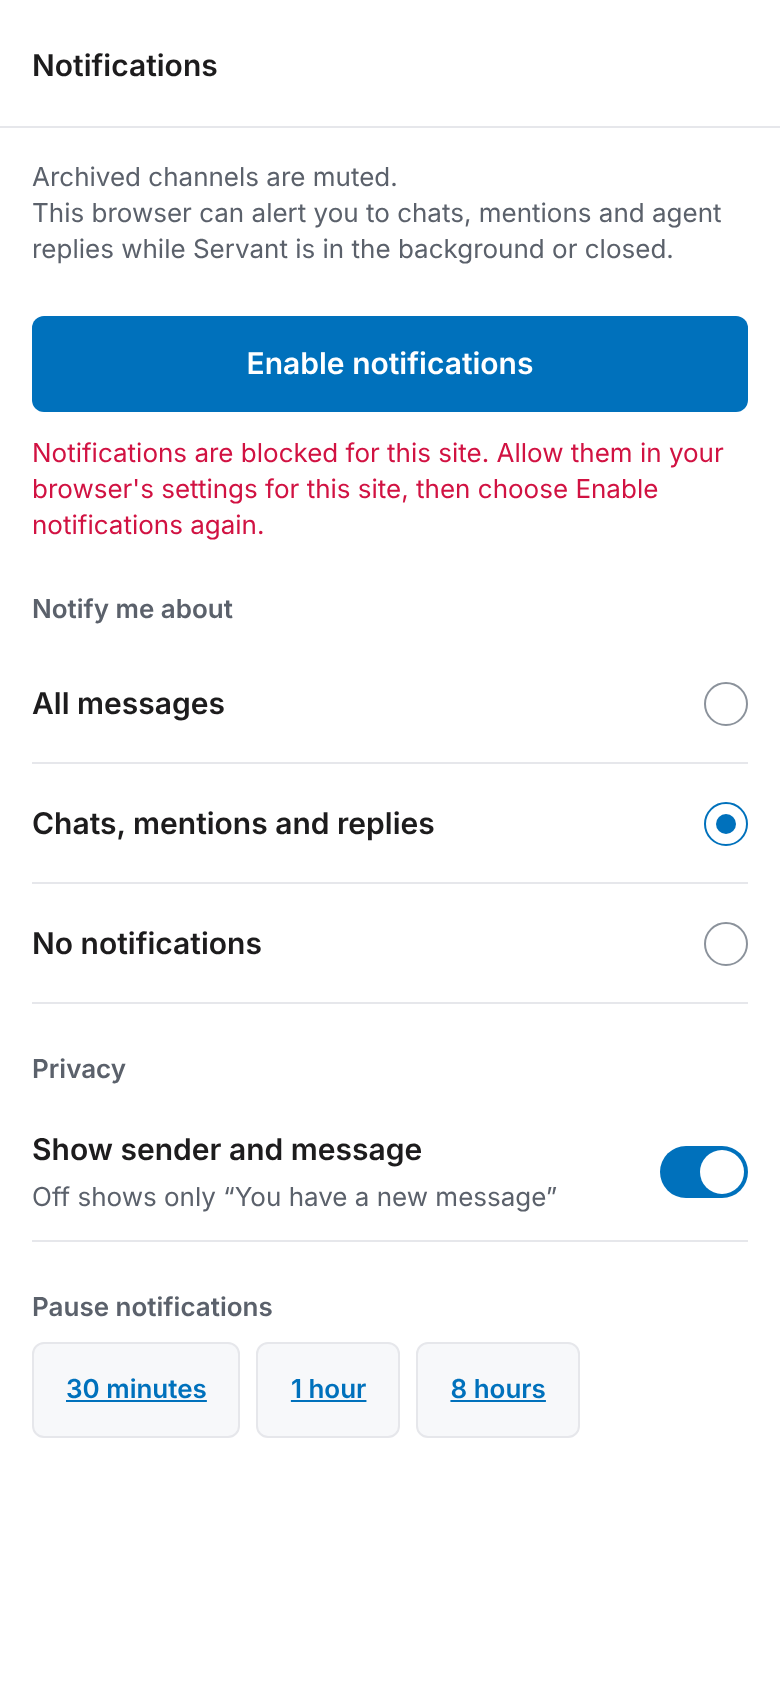 Notifications
Archived channels are muted.
This browser can alert you to chats, mentions and agent
replies while Servant is in the background or closed.
Enable notifications
Notifications are blocked for this site. Allow them in your
browser's settings for this site, then choose Enable
notifications again.
Notify me about
All messages
Chats, mentions and replies
No notifications
Privacy
Show sender and message
Off shows only “You have a new message”
Pause notifications
30 minutes
1 hour
8 hours